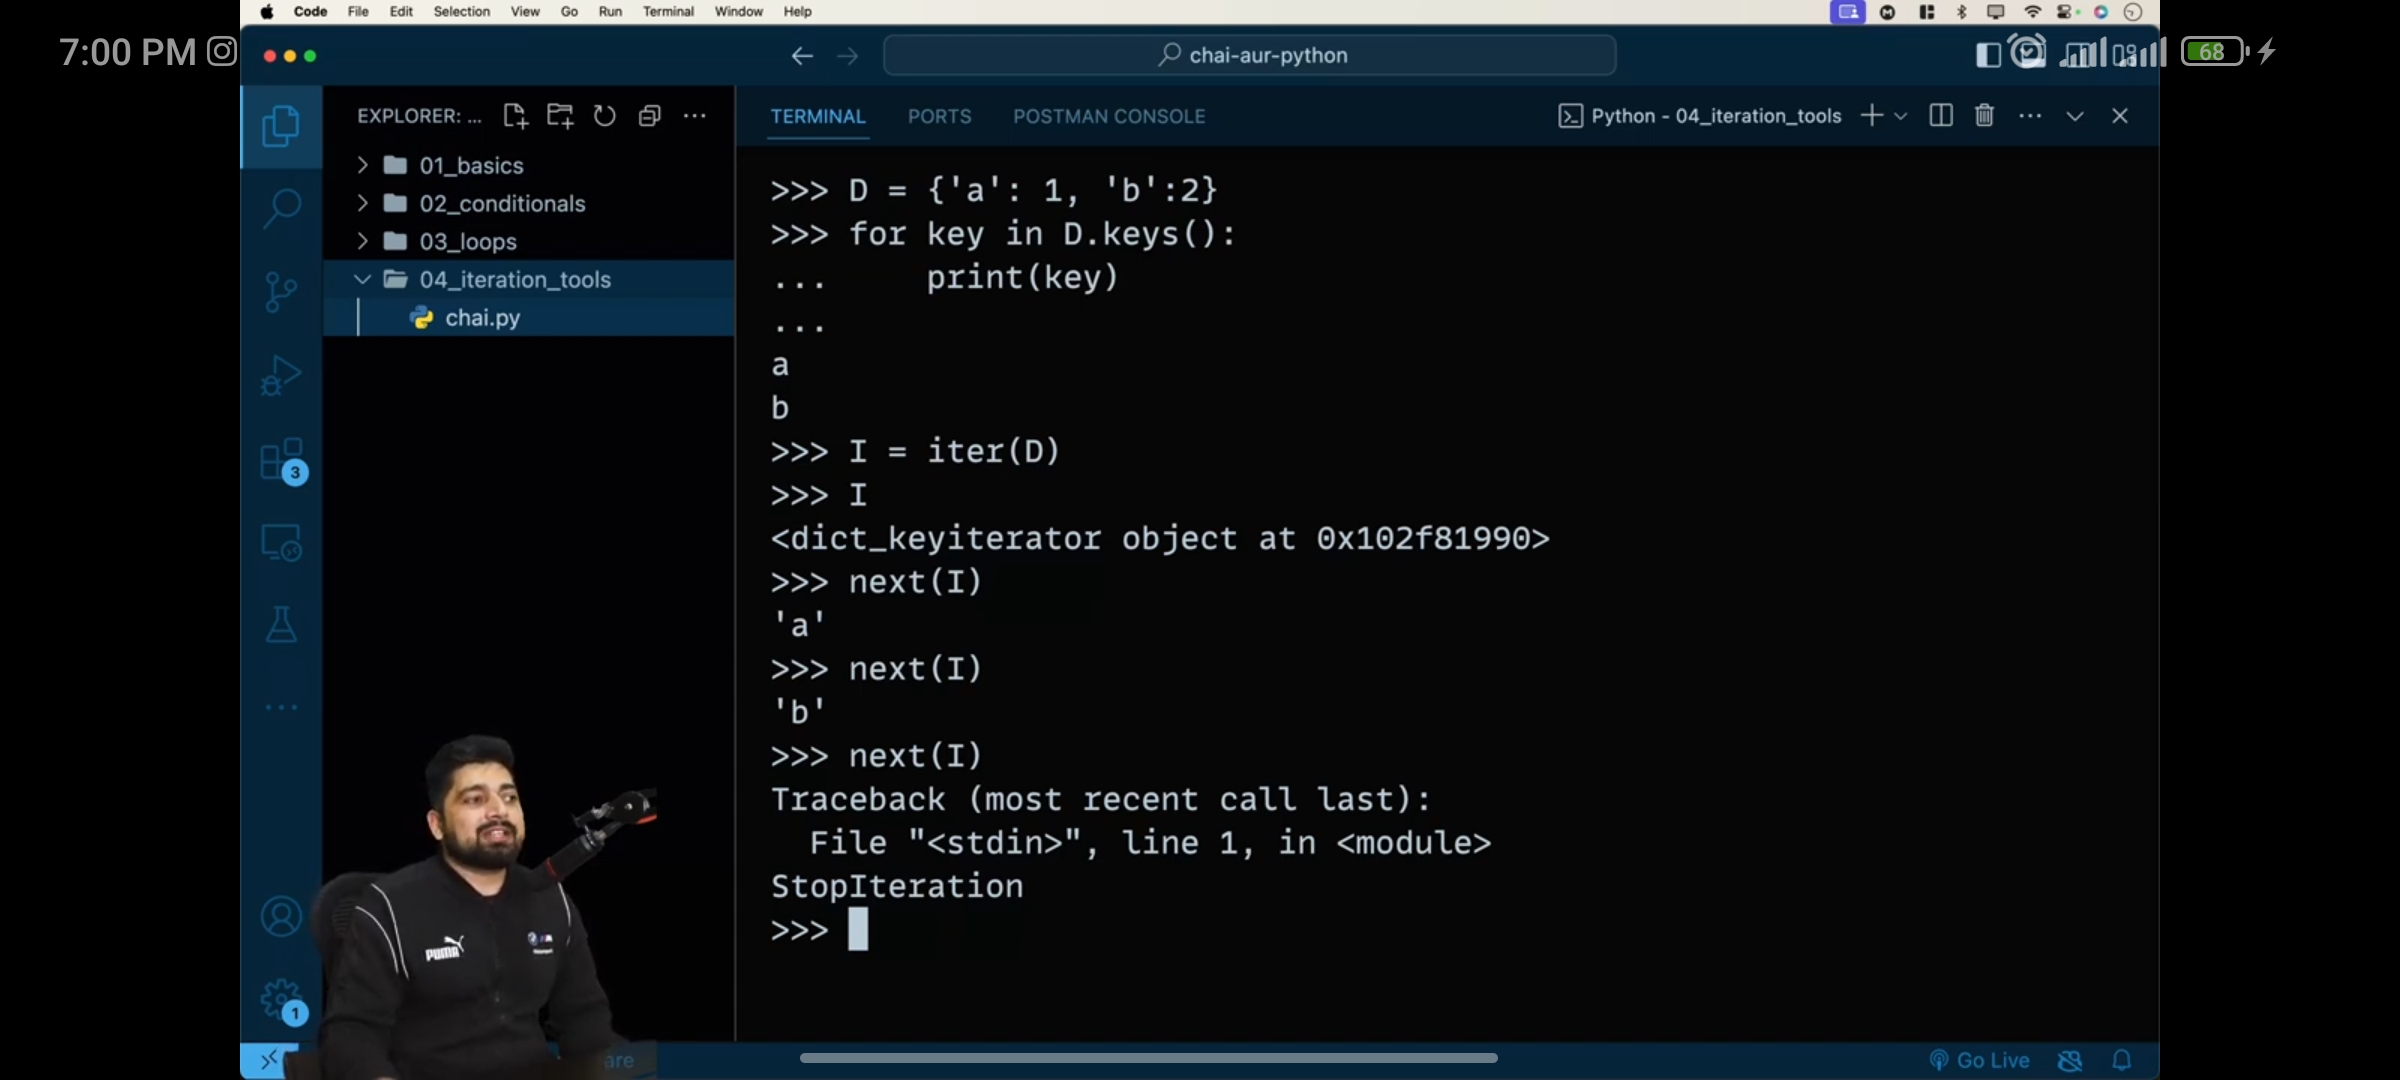 Code File Edit Selection View Go Run Terminal Window Help
7:00 PM
chai-aur-python
68
EXPLORER: ...
01_basics
02_conditionals
03_loops
04_iteration_tools
chai.py
3
1
TERMINAL PORTS POSTMAN CONSOLE
Python - 04_iteration_tools
>>> D = {'a': 1, 'b':2}
>>> for key in D.keys():
...     print(key)
...
a
b
>>> I = iter(D)
>>> I
<dict_keyiterator object at 0x102f81990>
>>> next(I)
'a'
>>> next(I)
'b'
>>> next(I)
Traceback (most recent call last):
  File "<stdin>", line 1, in <module>
StopIteration
>>>
PUMA
are
Go Live